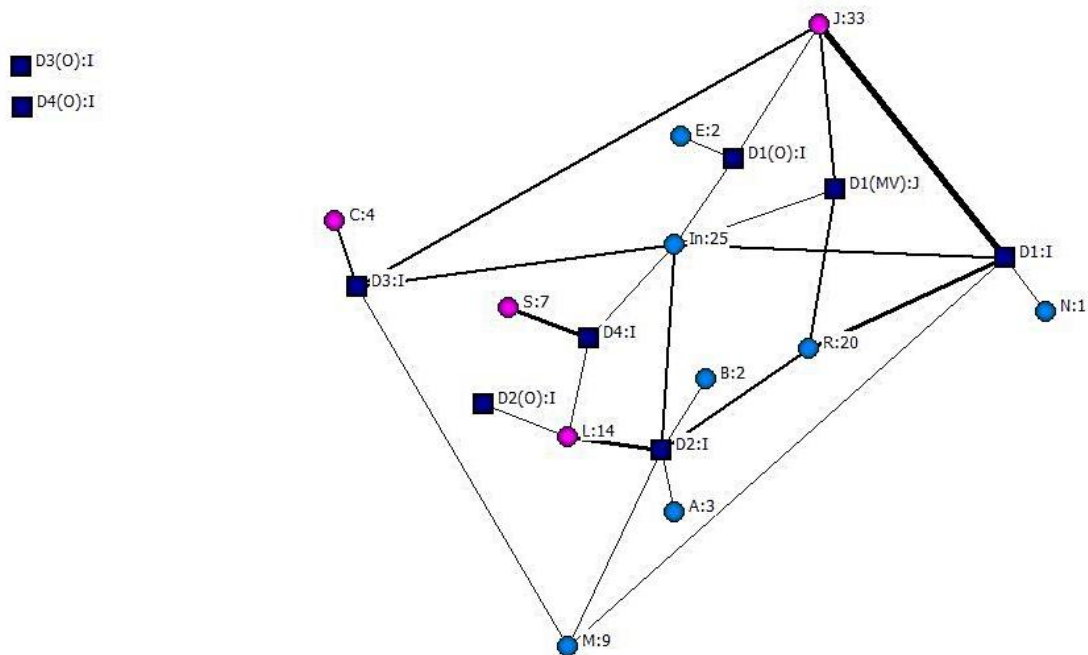 J:33
D3(O):I
D4(O):I
E:2
D1(O):I
D1(MV):J
C:4
In:25
D1:I
D3:I
S:7
N:1
D4:I
R:20
B:2
D2(O):I
L:14
D2:I
A:3
M:9